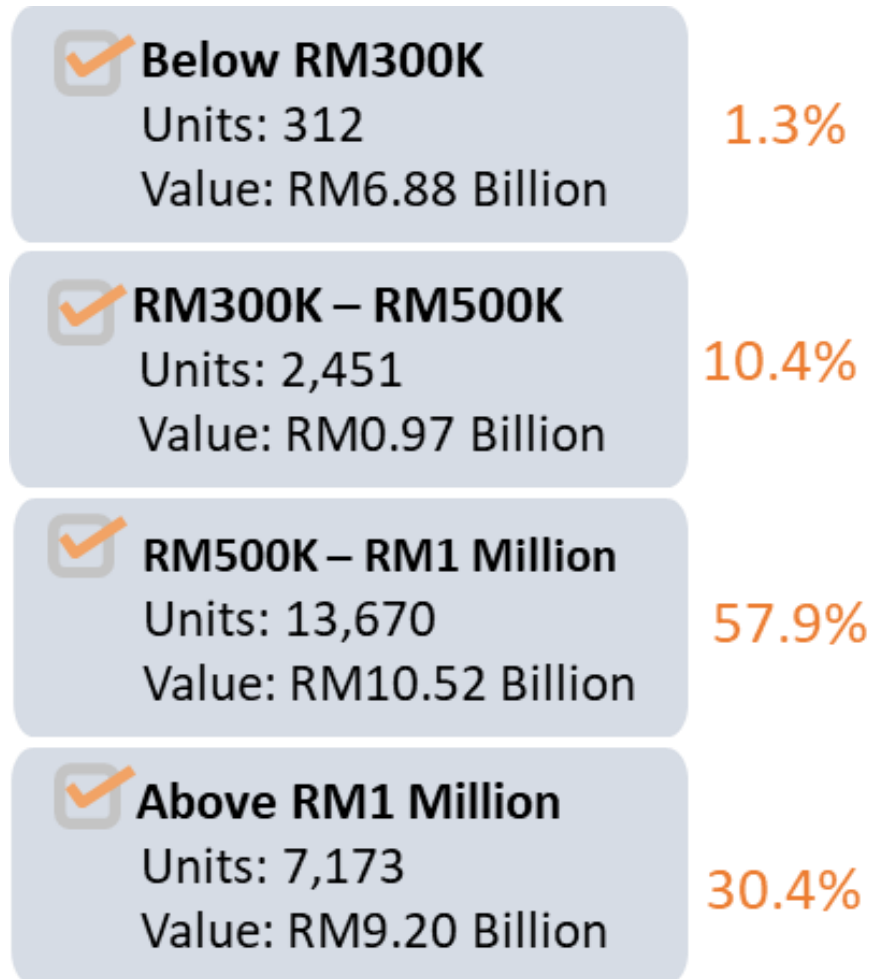 Below RM300K
Units: 312
Value: RM6.88 Billion
1.3%
RM300K – RM500K
Units: 2,451
Value: RM0.97 Billion
10.4%
RM500K – RM1 Million
Units: 13,670
Value: RM10.52 Billion
57.9%
Above RM1 Million
Units: 7,173
Value: RM9.20 Billion
30.4%